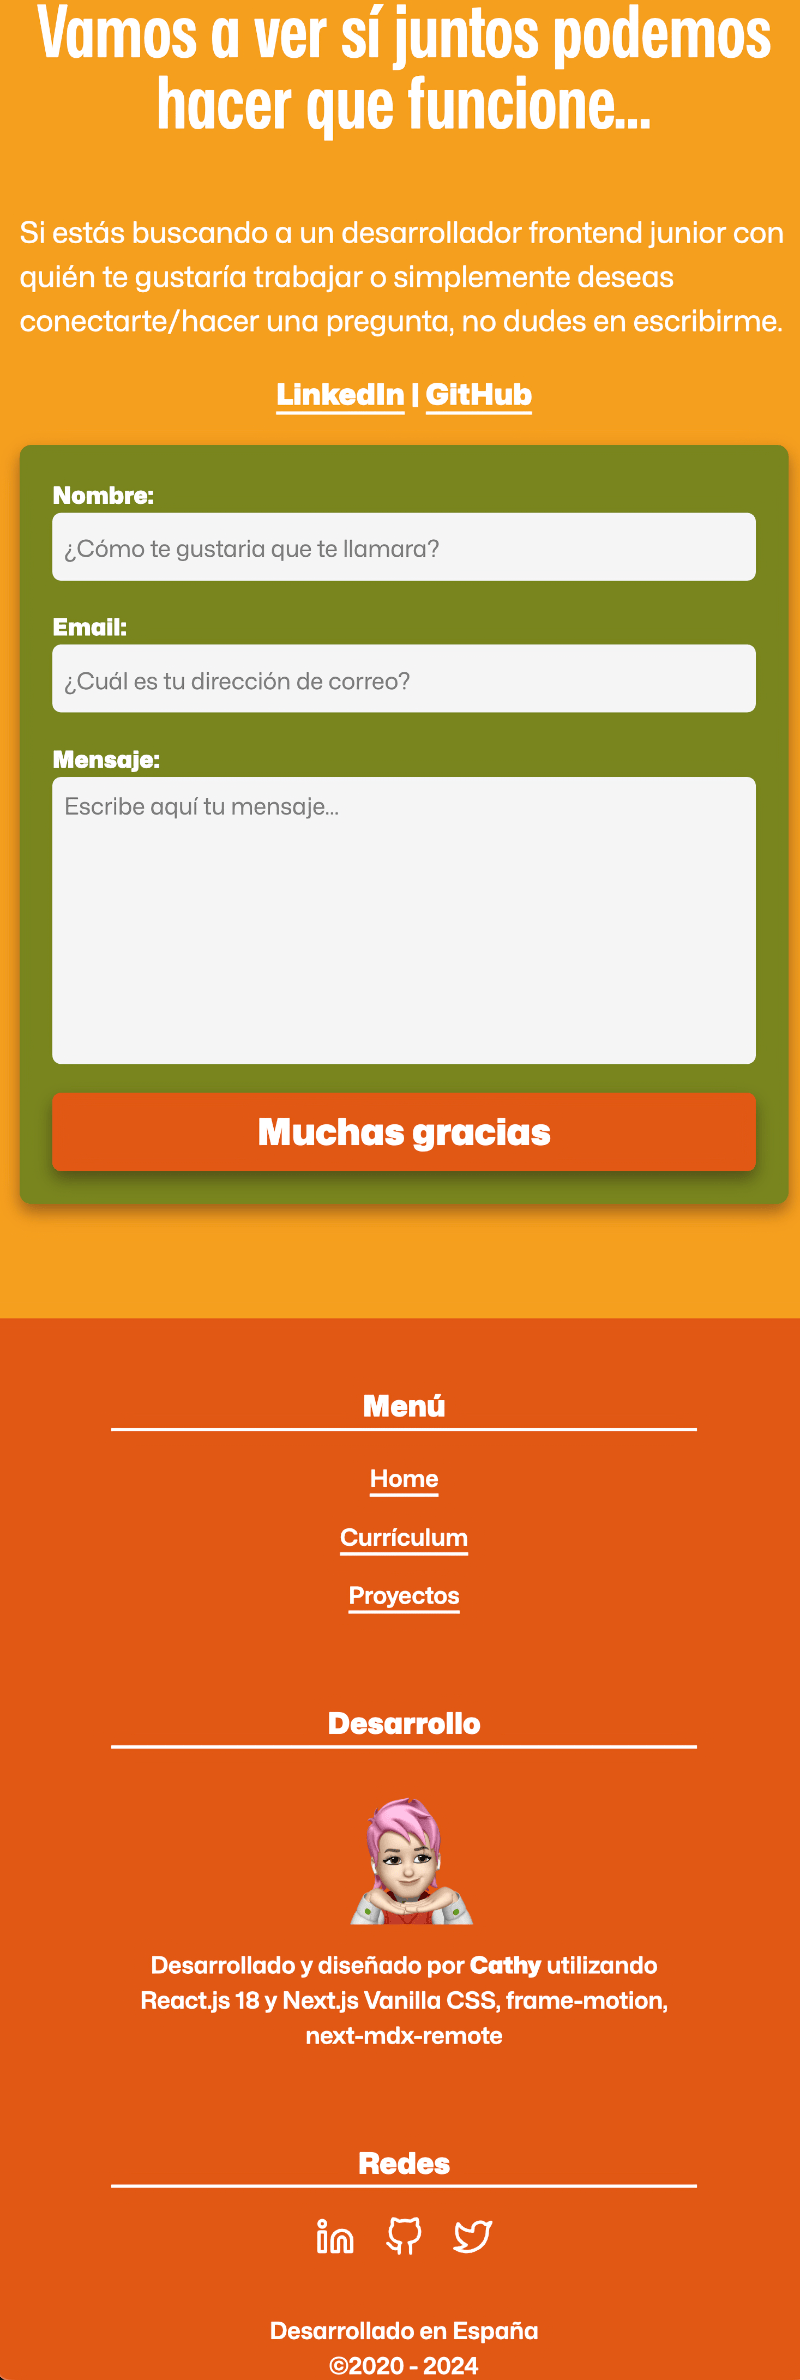 Vamos a ver sí juntos podemos
hacer que funcione...
Si estás buscando a un desarrollador frontend junior con
quién te gustaría trabajar o simplemente deseas
conectarte/hacer una pregunta, no dudes en escribirme.
LinkedIn | GitHub
Nombre:
¿Cómo te gustaria que te llamara?
Email:
¿Cuál es tu dirección de correo?
Mensaje:
Escribe aquí tu mensaje...
Muchas gracias
Menú
Home
Currículum
Proyectos
Desarrollo
Desarrollado y diseñado por Cathy utilizando
React.js 18 y Next.js Vanilla CSS, frame-motion,
next-mdx-remote
Redes
Desarrollado en España
©2020 - 2024